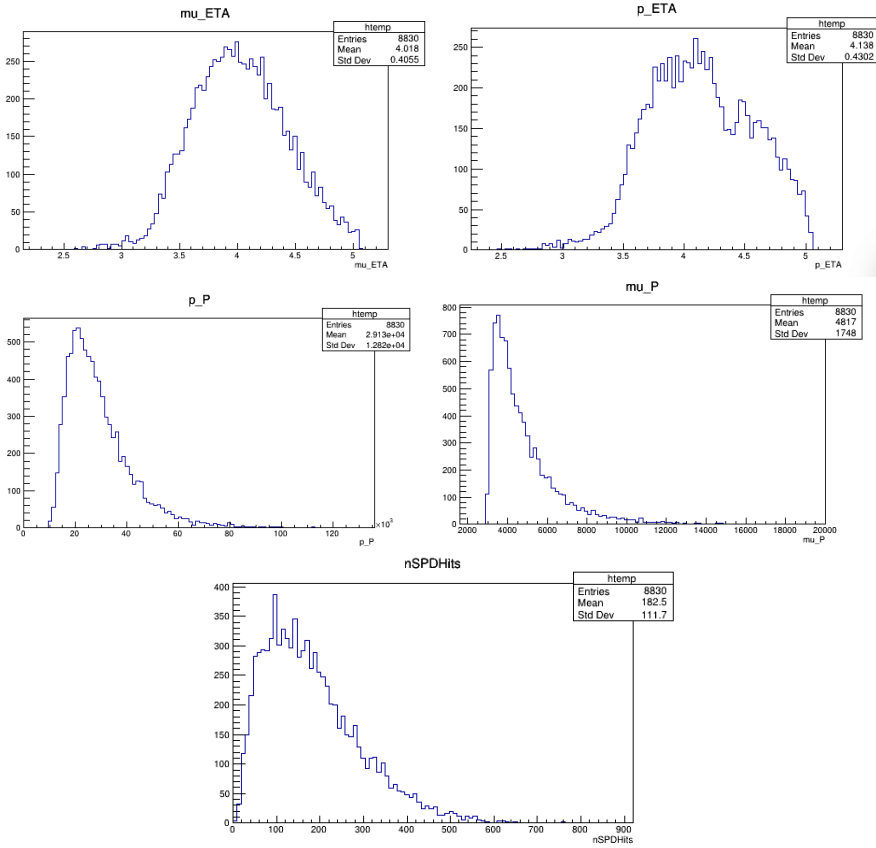 mu_ETA
htemp
Entries 8830
Mean 4.018
Std Dev 0.4055
250
200
150
100
50
0
2.5 3 3.5 4 4.5 5
mu_ETA
p_ETA
htemp
Entries 8830
Mean 4.138
Std Dev 0.4302
250
200
150
100
50
0
2.5 3 3.5 4 4.5 5
p_ETA
p_P
htemp
Entries 8830
Mean 2.913e+04
Std Dev 1.282e+04
500
400
300
200
100
0
0 20 40 60 80 100 120
×10³
p_P
mu_P
htemp
Entries 8830
Mean 4817
Std Dev 1748
800
700
600
500
400
300
200
100
0
2000 4000 6000 8000 10000 12000 14000 16000 18000 20000
mu_P
nSPDHits
htemp
Entries 8830
Mean 182.5
Std Dev 111.7
400
350
300
250
200
150
100
50
0
0 100 200 300 400 500 600 700 800 900
nSPDHits